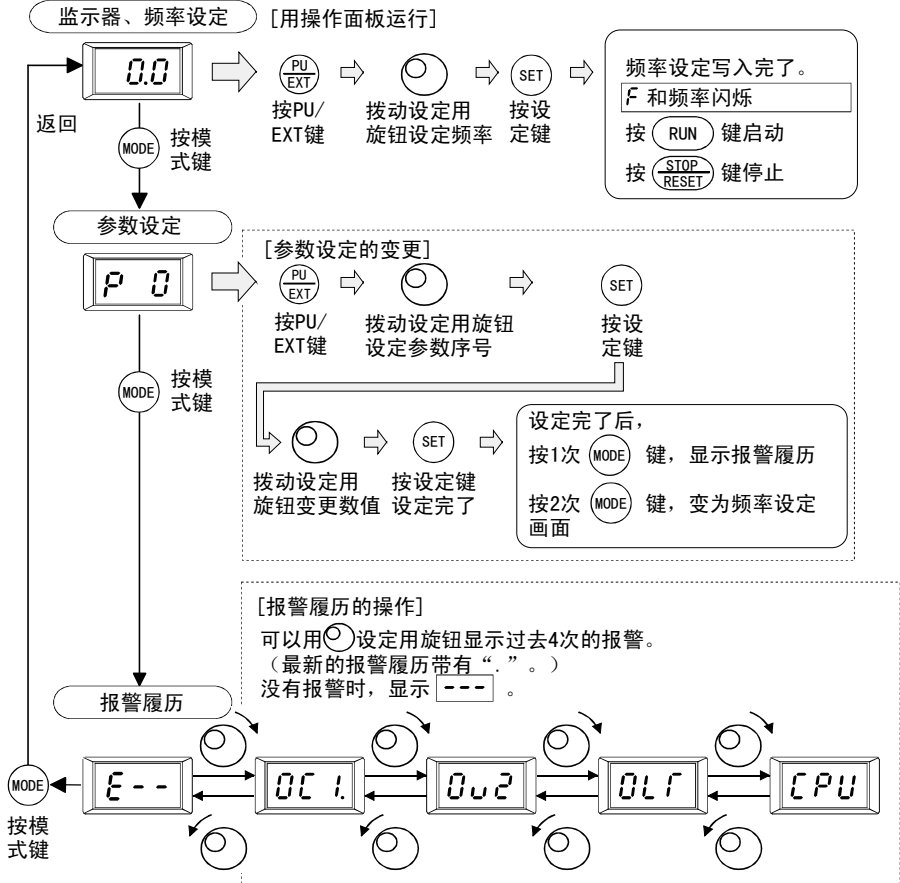 监示器、频率设定
[用操作面板运行]
0.0
PU
EXT
SET
按PU/
EXT键
拨动设定用
旋钮设定频率
按设
定键
频率设定写入完了。
F 和频率闪烁
按 RUN 键启动
按 STOP
RESET 键停止
返回
MODE
按模
式键
参数设定
P 0
[参数设定的变更]
PU
EXT
SET
按PU/
EXT键
拨动设定用旋钮
设定参数序号
按设
定键
MODE
按模
式键
SET
拨动设定用
旋钮变更数值
按设定键
设定完了
设定完了后,
按1次 MODE 键, 显示报警履历
按2次 MODE 键, 变为频率设定
画面
[报警履历的操作]
可以用设定用旋钮显示过去4次的报警。
(最新的报警履历带有“.”。)
没有报警时, 显示 --- 。
报警履历
MODE
E--
OC1.
Ou2
OLT
CPU
按模
式键